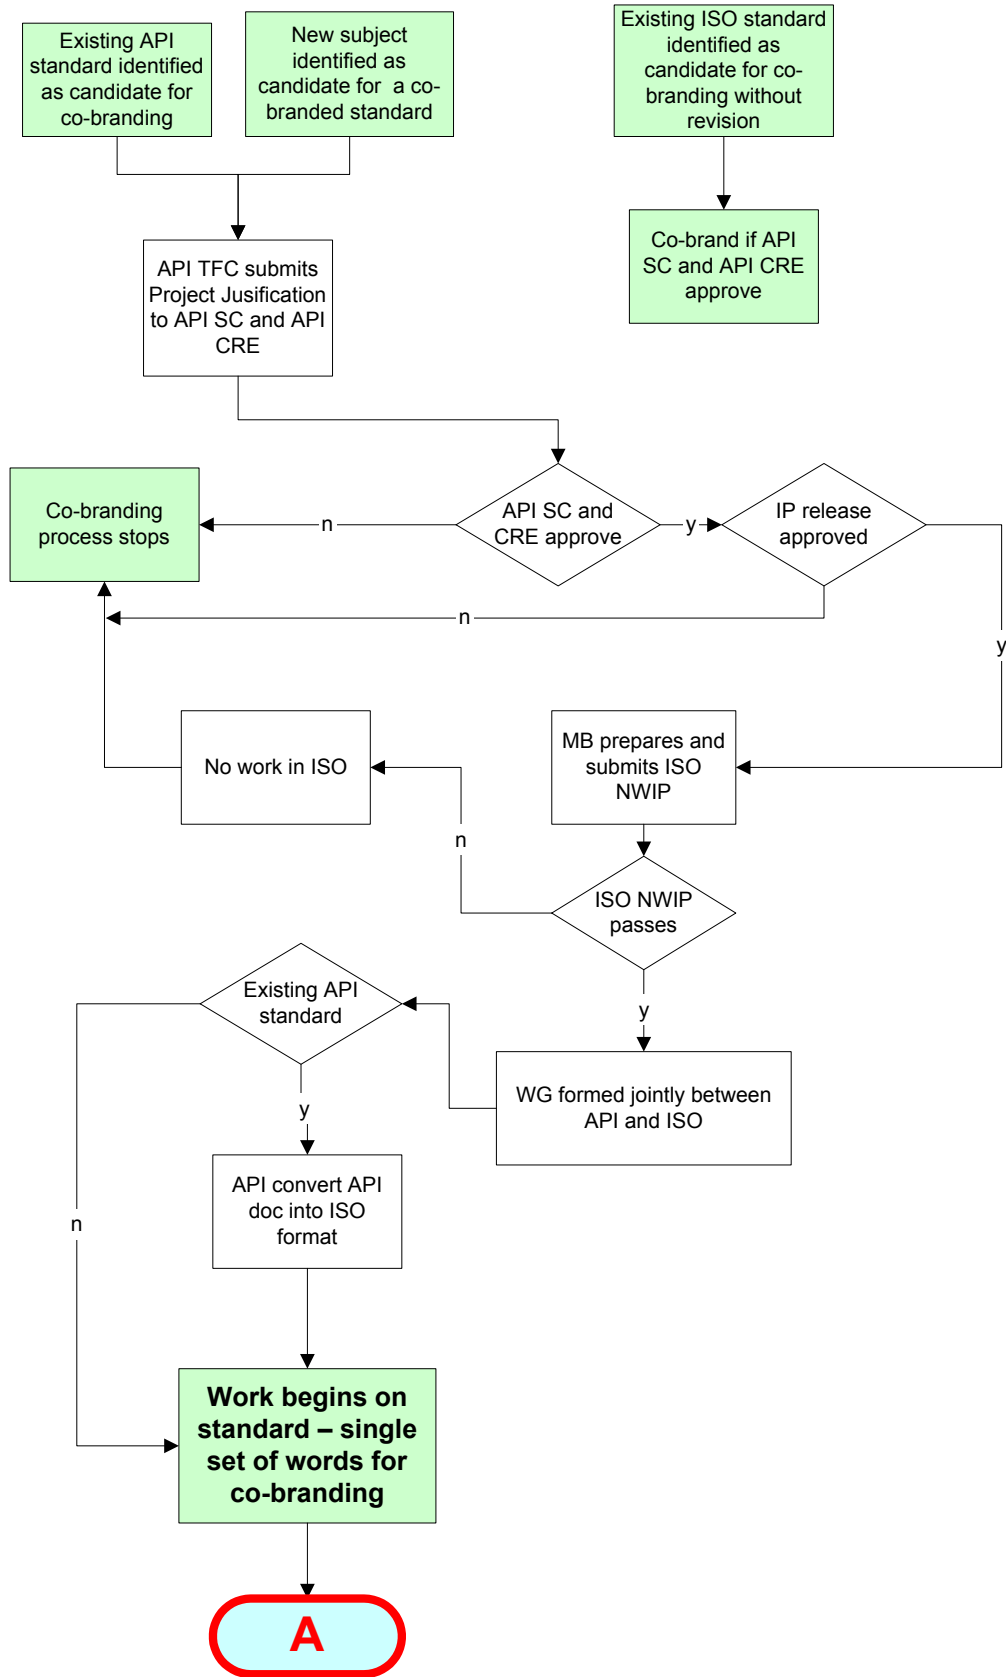 Existing API
standard identified
as candidate for
co-branding
New subject
identified as
candidate for  a co-
branded standard
Existing ISO standard
identified as
candidate for co-
branding without
revision
Co-brand if API
SC and API CRE
approve
API TFC submits
Project Jusification
to API SC and API
CRE
Co-branding
process stops
n
API SC and
CRE approve
y
IP release
approved
n
y
No work in ISO
MB prepares and
submits ISO
NWIP
n
ISO NWIP
passes
Existing API
standard
y
WG formed jointly between
API and ISO
y
API convert API
doc into ISO
format
n
Work begins on
standard – single
set of words for
co-branding
A